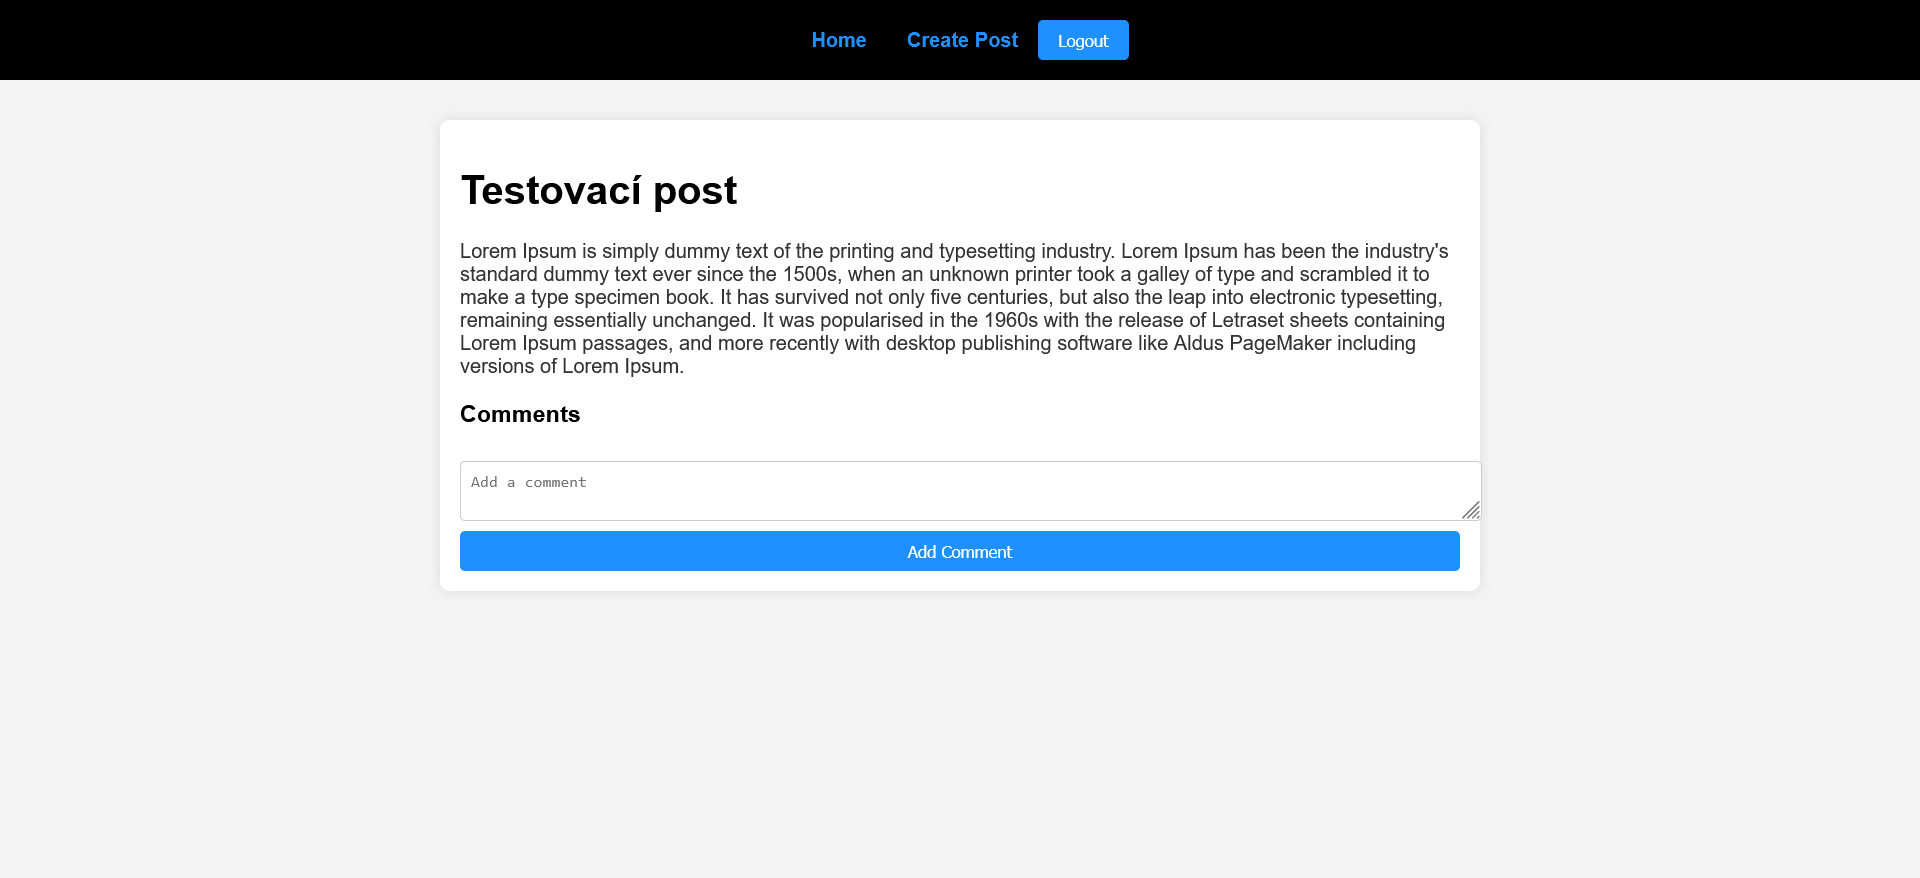 Home Create Post Logout
Testovací post
Lorem Ipsum is simply dummy text of the printing and typesetting industry. Lorem Ipsum has been the industry's
standard dummy text ever since the 1500s, when an unknown printer took a galley of type and scrambled it to
make a type specimen book. It has survived not only five centuries, but also the leap into electronic typesetting,
remaining essentially unchanged. It was popularised in the 1960s with the release of Letraset sheets containing
Lorem Ipsum passages, and more recently with desktop publishing software like Aldus PageMaker including
versions of Lorem Ipsum.
Comments
Add a comment
Add Comment